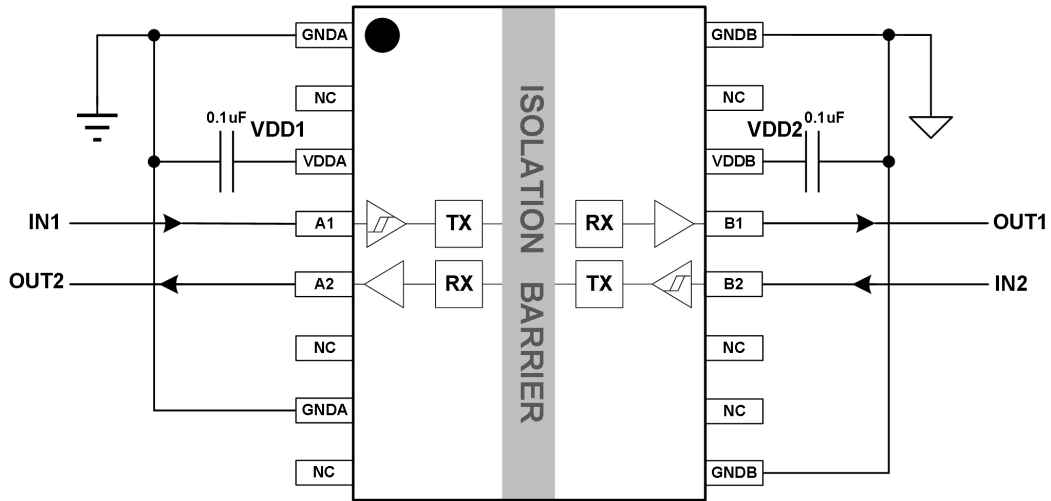 GNDA
GNDB
NC
NC
0.1uF
VDD1
VDD2
0.1uF
VDDA
VDDB
IN1
A1
TX
RX
B1
OUT1
OUT2
A2
RX
TX
B2
IN2
ISOLATION BARRIER
NC
NC
GNDA
NC
NC
GNDB